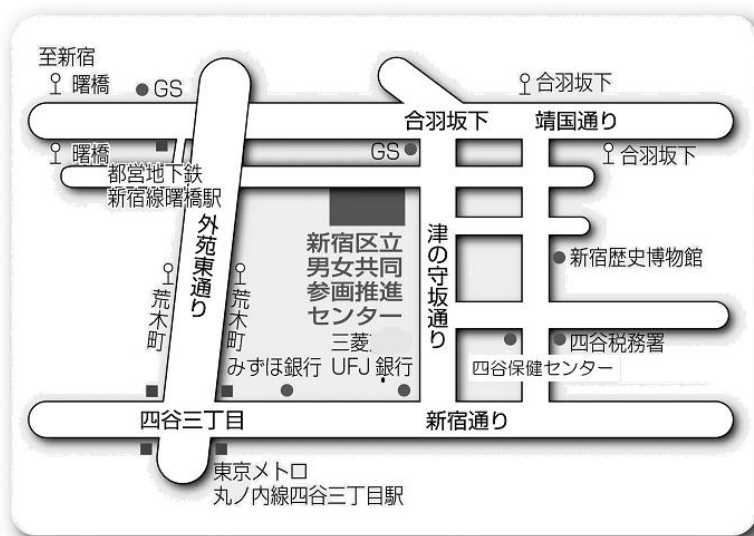 至新宿
曙橋
GS
合羽坂下
合羽坂下
靖国通り
曙橋
GS
合羽坂下
都営地下鉄
新宿線曙橋駅
外苑東通り
新宿区立
男女共同
参画推進
センター
津の守坂通り
新宿歴史博物館
荒木町
荒木町
三菱
UFJ 銀行
みずほ銀行
四谷税務署
四谷保健センター
四谷三丁目
新宿通り
東京メトロ
丸ノ内線四谷三丁目駅